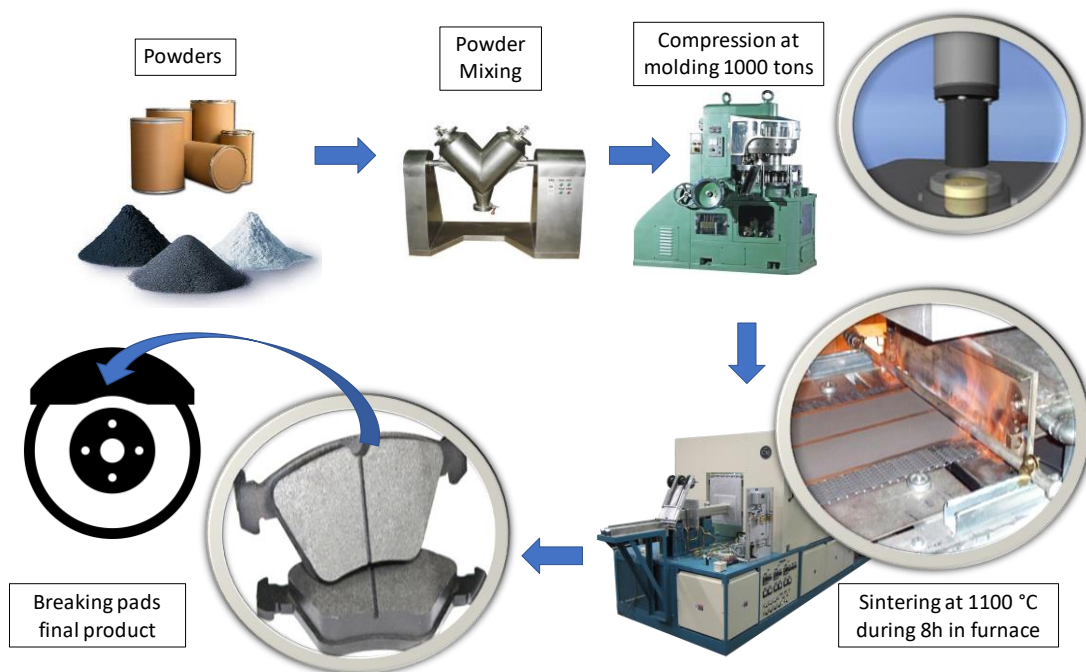 Powders
Powder
Mixing
Compression at
molding 1000 tons
Sintering at 1100 °C
during 8h in furnace
Breaking pads
final product